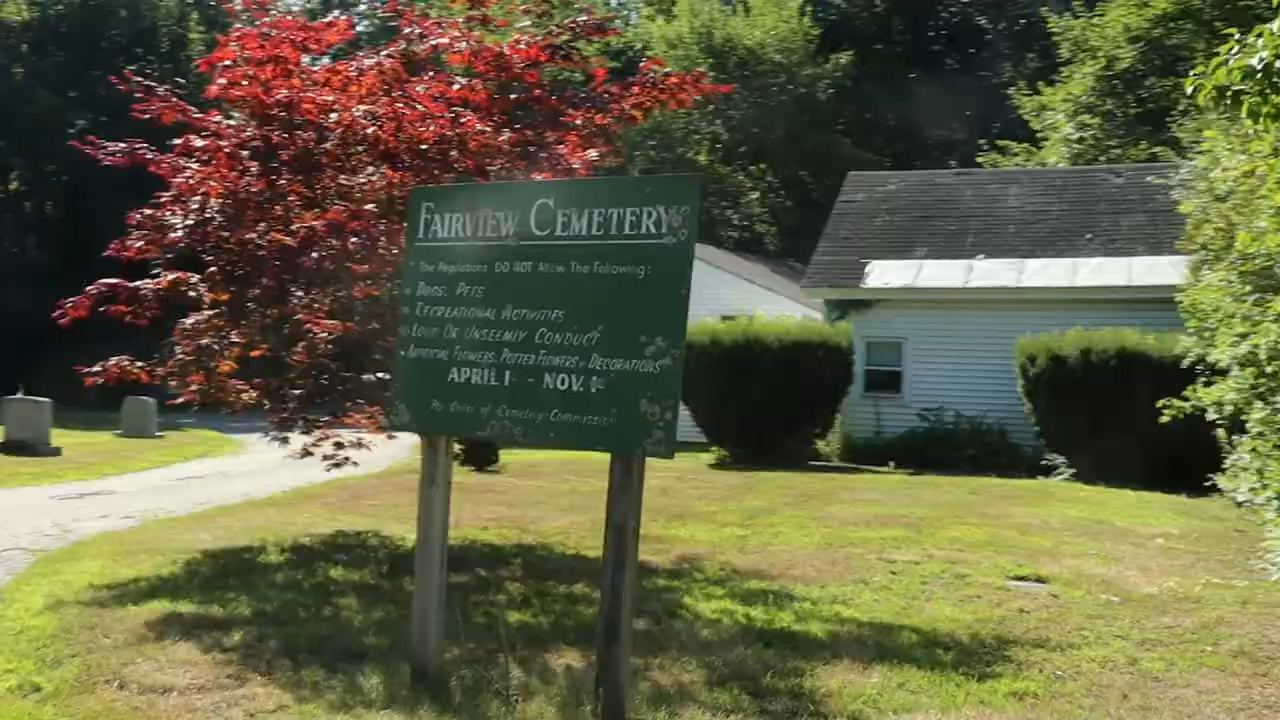 FAIRVIEW CEMETERY
The Regulations DO NOT Allow The Following:
DOGS, PETS
RECREATIONAL ACTIVITIES
LOUD OR UNSEEMLY CONDUCT
ARTIFICIAL FLOWERS, POTTED FLOWERS & DECORATIONS
APRIL 1 - NOV. 1
Per Order of Cemetery Commission